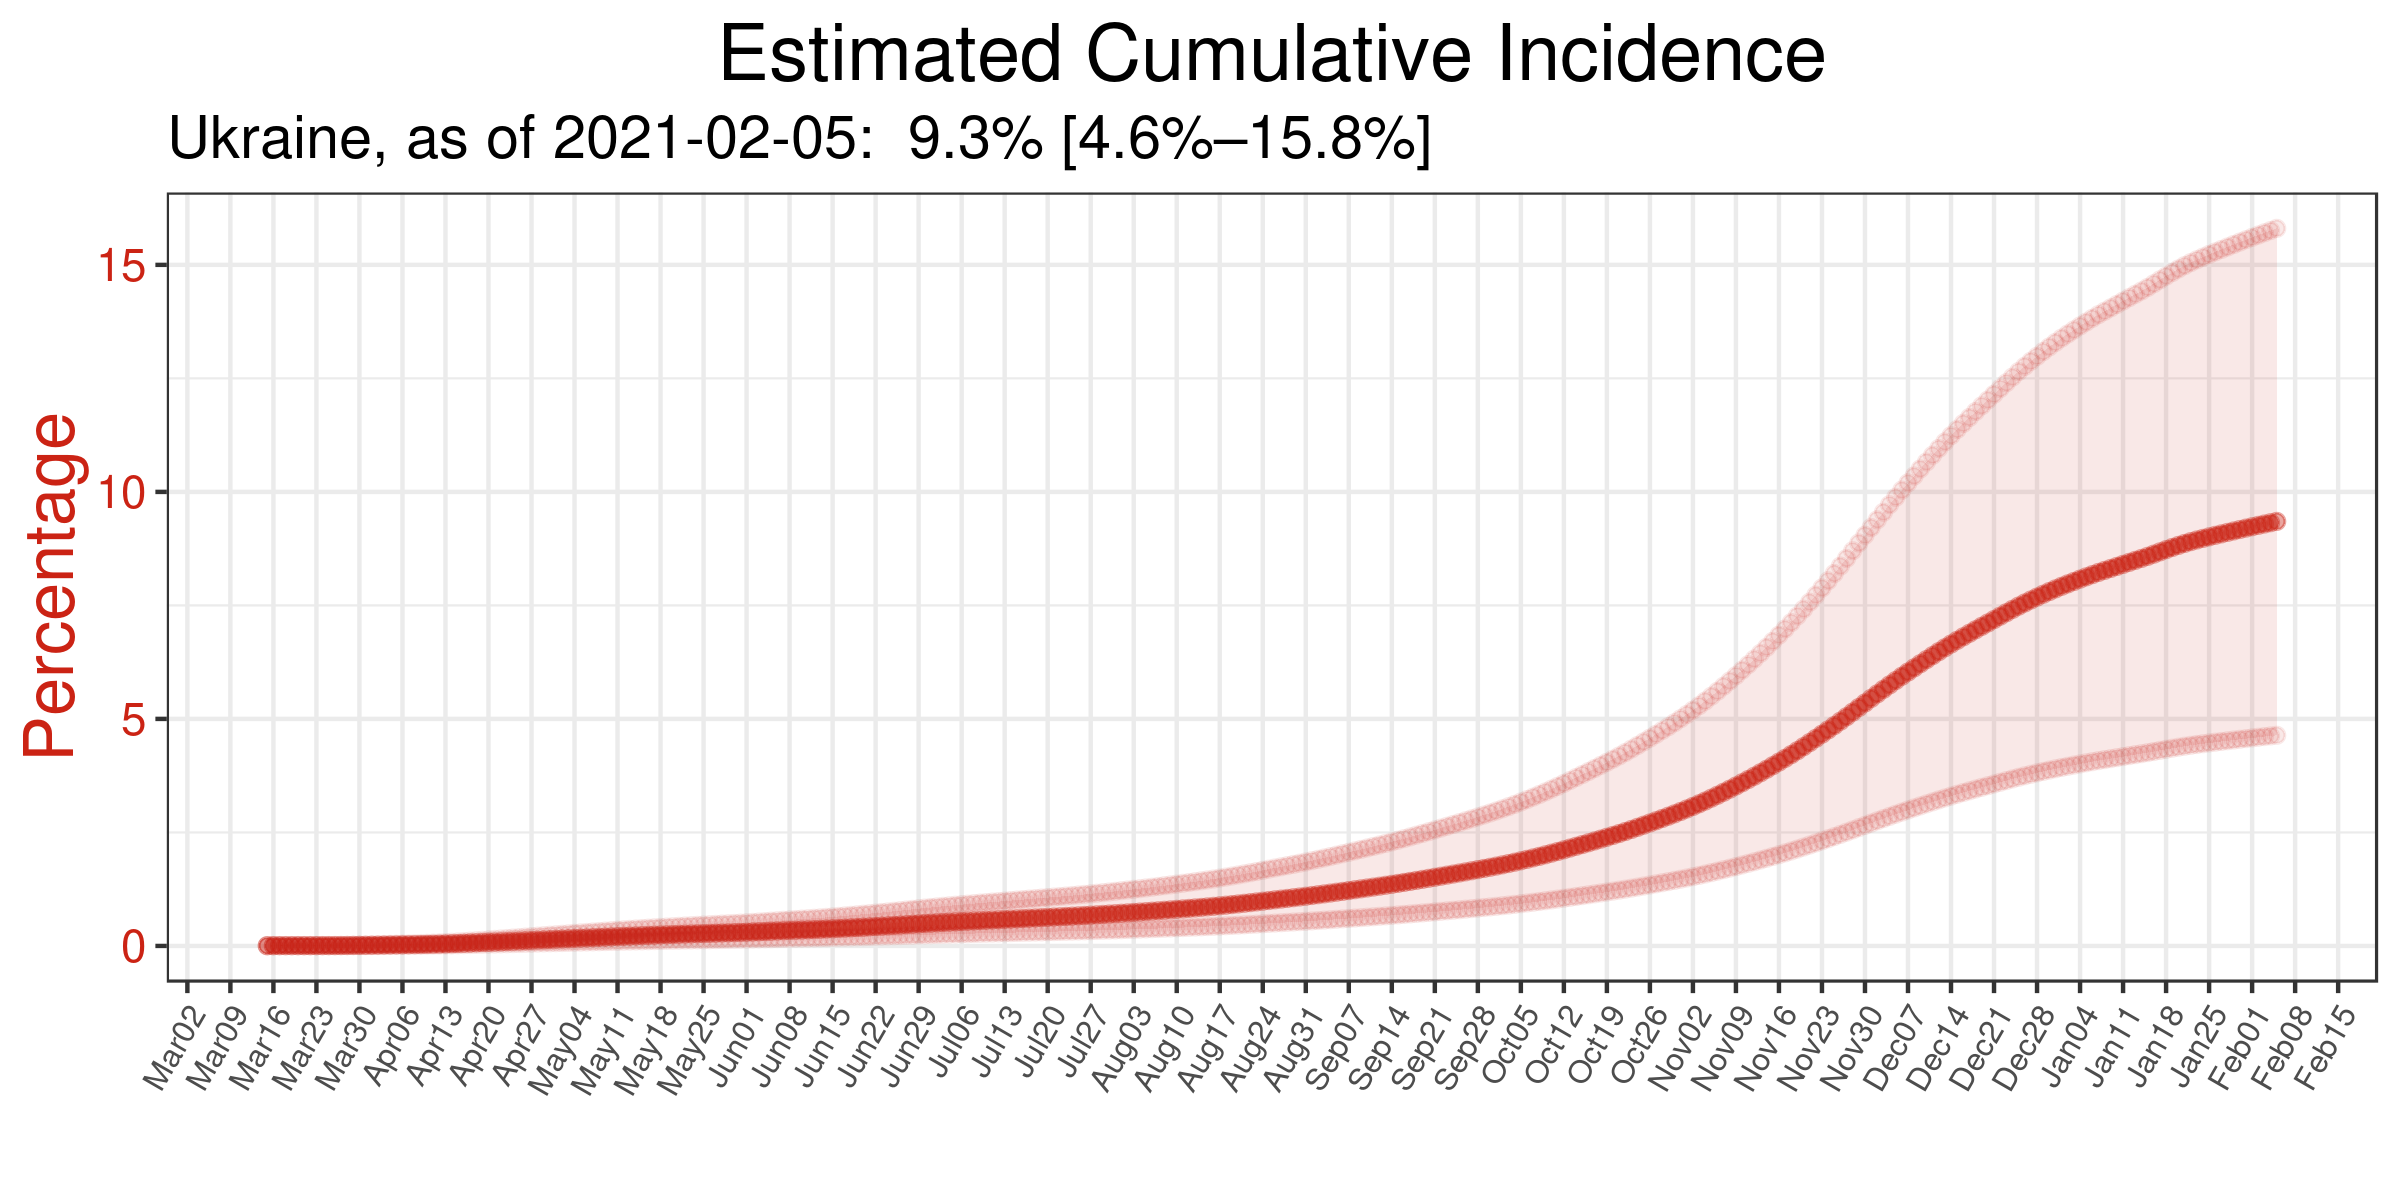 Estimated Cumulative Incidence
Ukraine, as of 2021-02-05:  9.3% [4.6%–15.8%]
Percentage
15
10
5
0
Mar02
Mar09
Mar16
Mar23
Mar30
Apr06
Apr13
Apr20
Apr27
May04
May11
May18
May25
Jun01
Jun08
Jun15
Jun22
Jun29
Jul06
Jul13
Jul20
Jul27
Aug03
Aug10
Aug17
Aug24
Aug31
Sep07
Sep14
Sep21
Sep28
Oct05
Oct12
Oct19
Oct26
Nov02
Nov09
Nov16
Nov23
Nov30
Dec07
Dec14
Dec21
Dec28
Jan04
Jan11
Jan18
Jan25
Feb01
Feb08
Feb15